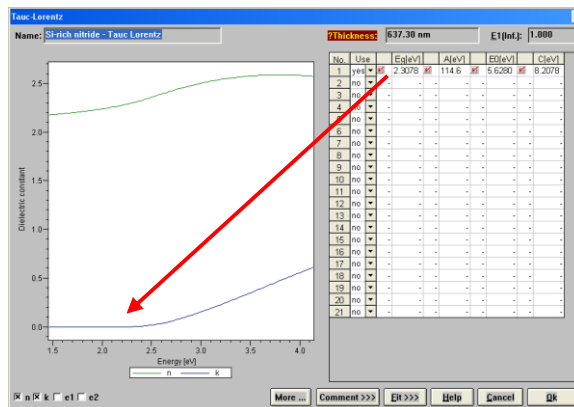 Tauc-Lorentz
Name: Si-rich nitride - Tauc Lorentz
?Thickness: 637.30 nm E1(Inf.): 1.000
No. Use Eg[eV] A[eV] E0[eV] C[eV]
1 yes 2.3078 114.6 5.6280 8.2078
2 no - - - -
3 no - - - -
4 no - - - -
5 no - - - -
6 no - - - -
7 no - - - -
8 no - - - -
9 no - - - -
10 no - - - -
11 no - - - -
12 no - - - -
13 no - - - -
14 no - - - -
15 no - - - -
16 no - - - -
17 no - - - -
18 no - - - -
19 no - - - -
20 no - - - -
21 no - - - -
Dielectric constant
2.5
2.0
1.5
1.0
0.5
0.0
1.5 2.0 2.5 3.0 3.5 4.0
Energy [eV]
n k
n k e1 e2
More ... Comment >>> Fit >>> Help Cancel Ok